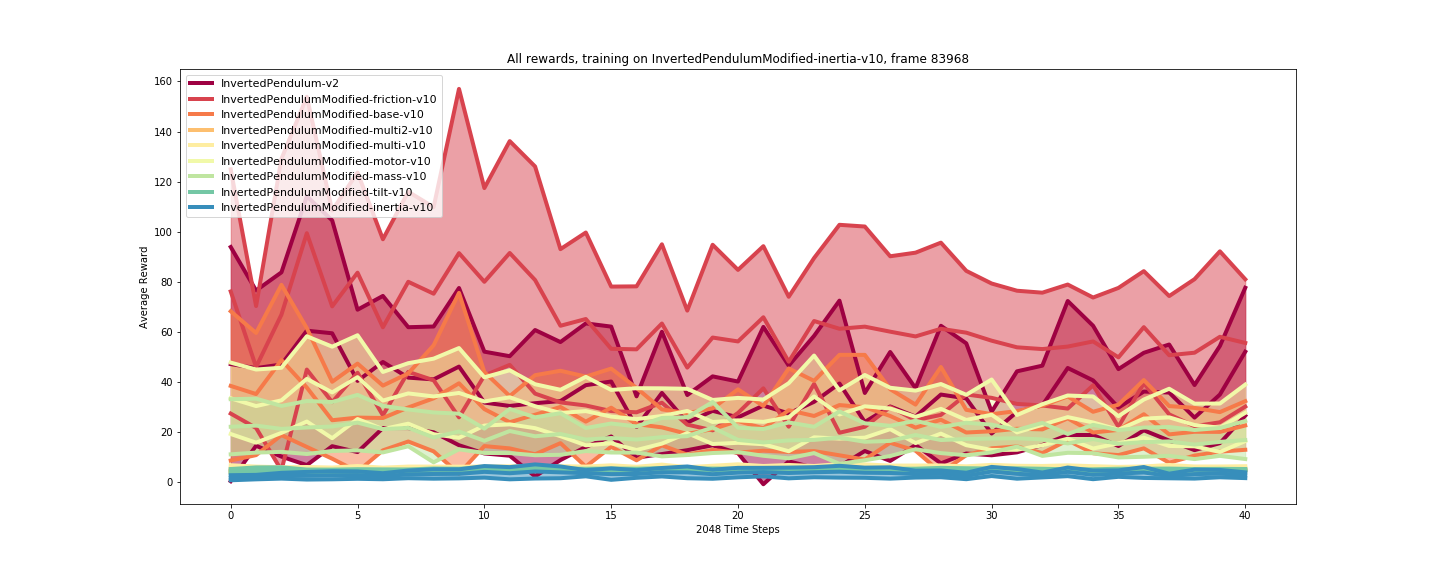 All rewards, training on InvertedPendulumModified-inertia-v10, frame 83968
160
140
120
100
80
60
40
20
0
Average Reward
InvertedPendulum-v2
InvertedPendulumModified-friction-v10
InvertedPendulumModified-base-v10
InvertedPendulumModified-multi2-v10
InvertedPendulumModified-multi-v10
InvertedPendulumModified-motor-v10
InvertedPendulumModified-mass-v10
InvertedPendulumModified-tilt-v10
InvertedPendulumModified-inertia-v10
0 5 10 15 20 25 30 35 40
2048 Time Steps